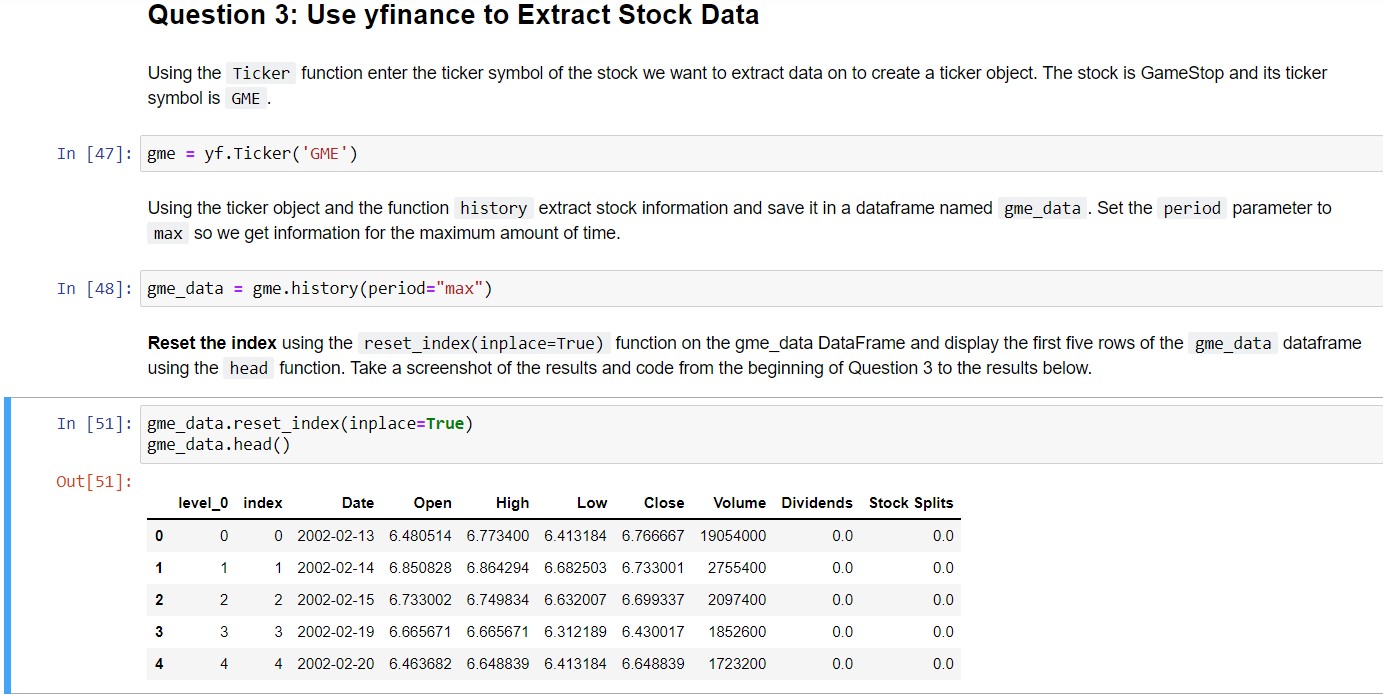 Question 3: Use yfinance to Extract Stock Data
Using the Ticker function enter the ticker symbol of the stock we want to extract data on to create a ticker object. The stock is GameStop and its ticker
symbol is GME .
In [47]: gme = yf.Ticker('GME')
Using the ticker object and the function history extract stock information and save it in a dataframe named gme_data . Set the period parameter to
max so we get information for the maximum amount of time.
In [48]: gme_data = gme.history(period="max")
Reset the index using the reset_index(inplace=True) function on the gme_data DataFrame and display the first five rows of the gme_data dataframe
using the head function. Take a screenshot of the results and code from the beginning of Question 3 to the results below.
In [51]: gme_data.reset_index(inplace=True)
gme_data.head()
Out[51]:
level_0 index Date Open High Low Close Volume Dividends Stock Splits
0 0 0 2002-02-13 6.480514 6.773400 6.413184 6.766667 19054000 0.0 0.0
1 1 1 2002-02-14 6.850828 6.864294 6.682503 6.733001 2755400 0.0 0.0
2 2 2 2002-02-15 6.733002 6.749834 6.632007 6.699337 2097400 0.0 0.0
3 3 3 2002-02-19 6.665671 6.665671 6.312189 6.430017 1852600 0.0 0.0
4 4 4 2002-02-20 6.463682 6.648839 6.413184 6.648839 1723200 0.0 0.0